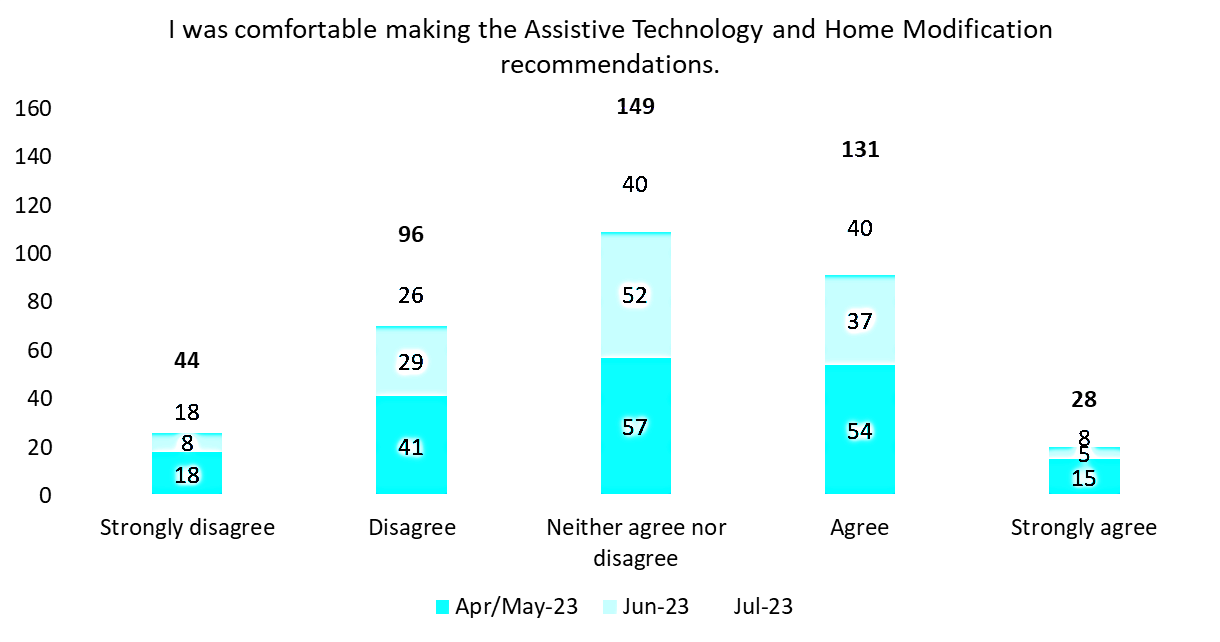 I was comfortable making the Assistive Technology and Home Modification
recommendations.
160
140
120
100
80
60
40
20
0
44
18
8
18
96
26
29
41
149
40
52
57
131
40
37
54
28
8
5
15
Strongly disagree
Disagree
Neither agree nor
disagree
Agree
Strongly agree
Apr/May-23
Jun-23
Jul-23